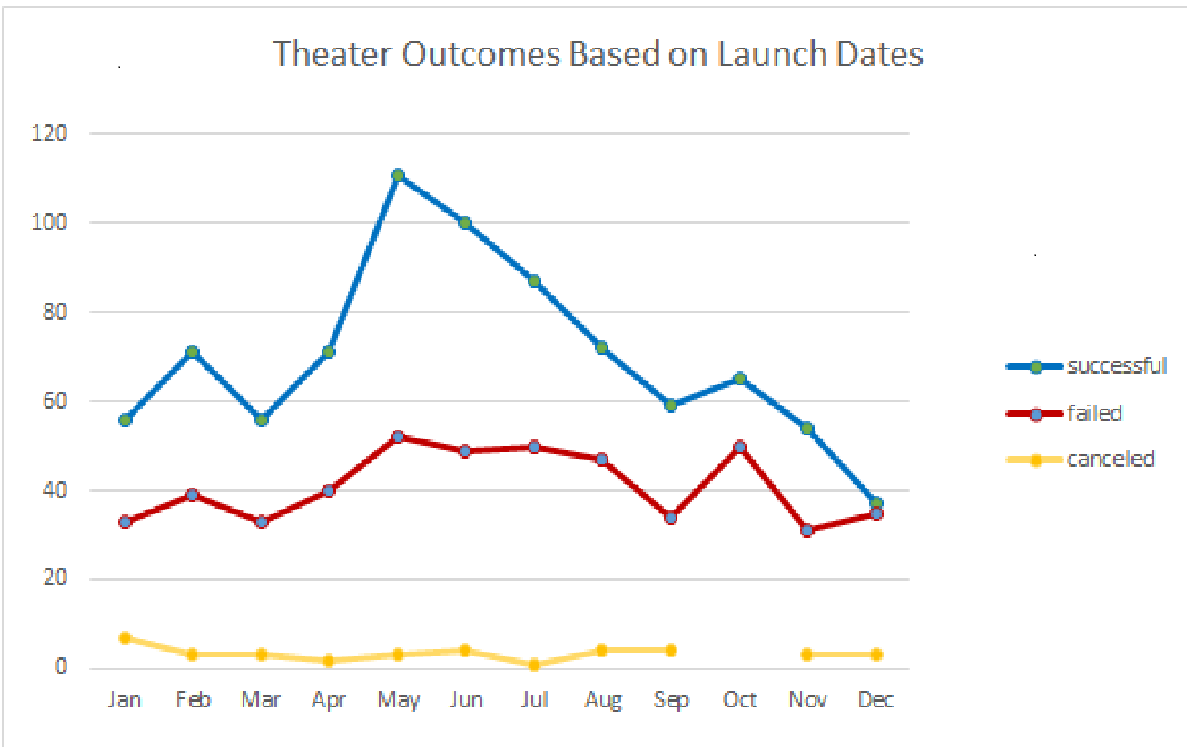 Theater Outcomes Based on Launch Dates
120
100
80
60
40
20
0
Jan Feb Mar Apr May Jun Jul Aug Sep Oct Nov Dec
successful
failed
canceled